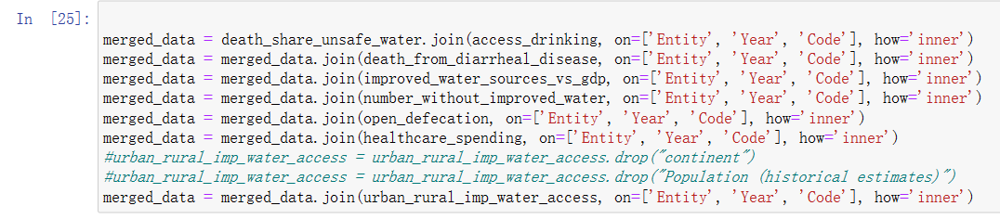 In [25]:
merged_data = death_share_unsafe_water.join(access_drinking, on=['Entity', 'Year', 'Code'], how='inner')
merged_data = merged_data.join(death_from_diarrheal_disease, on=['Entity', 'Year', 'Code'], how='inner')
merged_data = merged_data.join(improved_water_sources_vs_gdp, on=['Entity', 'Year', 'Code'], how='inner')
merged_data = merged_data.join(number_without_improved_water, on=['Entity', 'Year', 'Code'], how='inner')
merged_data = merged_data.join(open_defecation, on=['Entity', 'Year', 'Code'], how='inner')
merged_data = merged_data.join(healthcare_spending, on=['Entity', 'Year', 'Code'], how='inner')
#urban_rural_imp_water_access = urban_rural_imp_water_access.drop("continent")
#urban_rural_imp_water_access = urban_rural_imp_water_access.drop("Population (historical estimates)")
merged_data = merged_data.join(urban_rural_imp_water_access, on=['Entity', 'Year', 'Code'], how='inner')